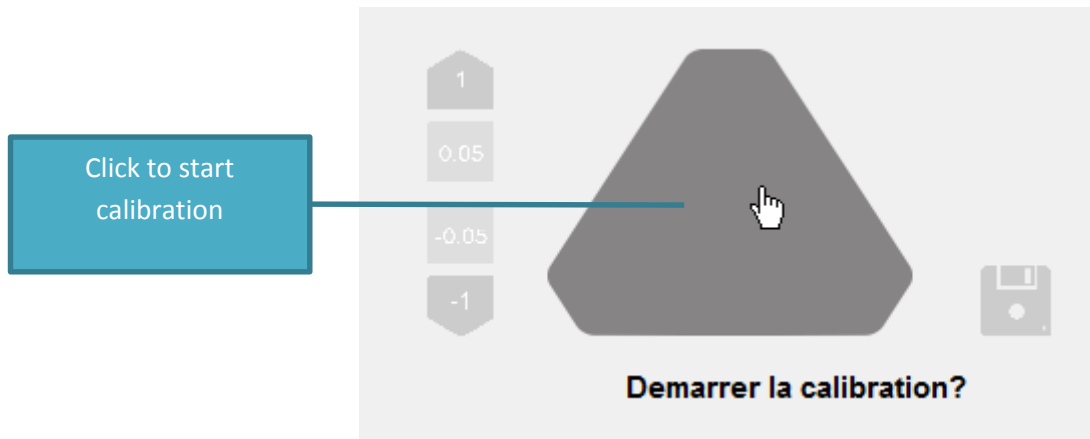 Click to start
calibration
1
0.05
-0.05
-1
Demarrer la calibration?